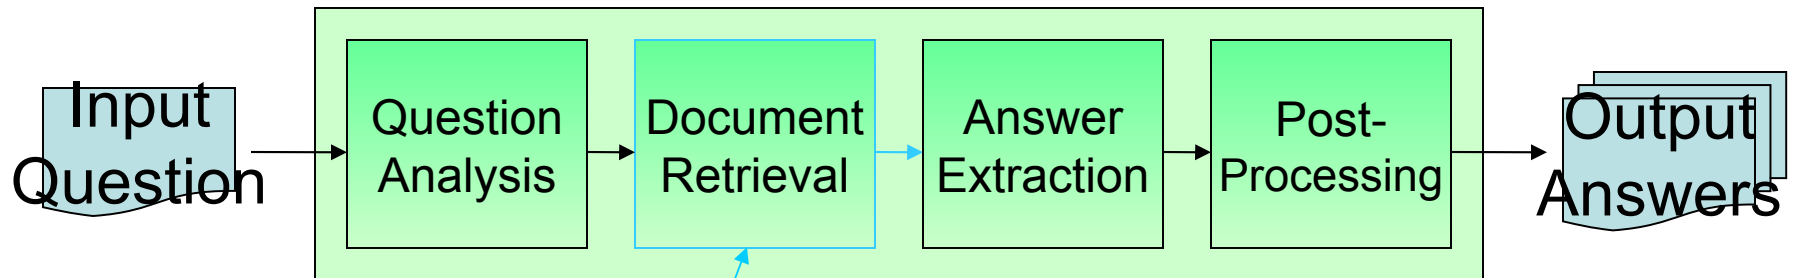 Input
Question
Question
Analysis
Document
Retrieval
Answer
Extraction
Post-
Processing
Output
Answers